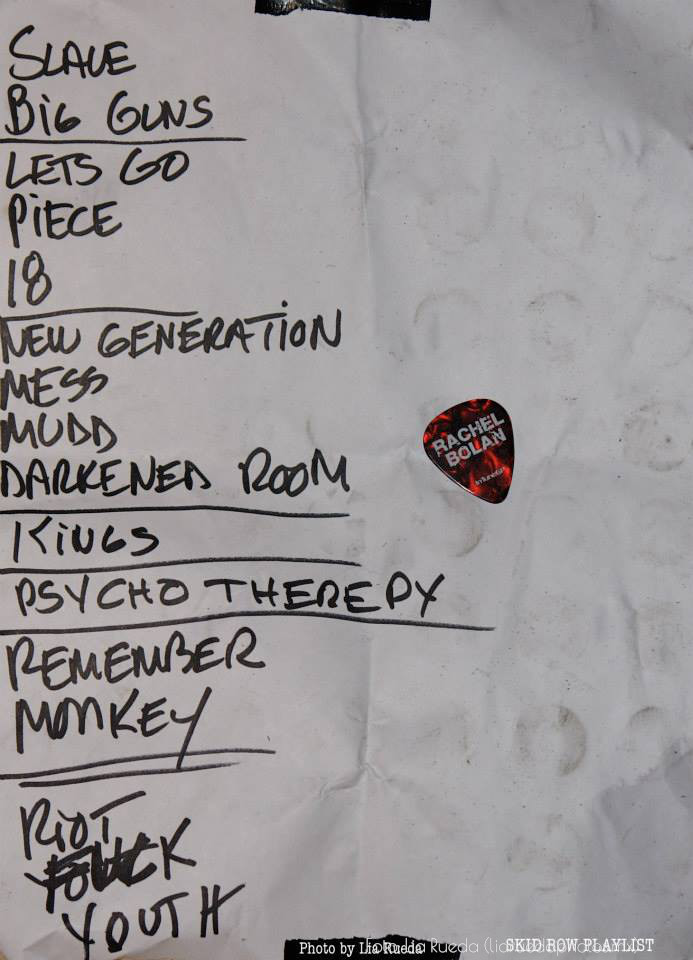 SLAVE
BiG GUNS
LETS GO
PiECE
18
NEW GENERATiON
MESS
MUDD
DARKENED ROOM
KiNGS
PSYCHO THEREPY
REMEMBER
MONKEY
RiOT
YOUTH
RACHEL
BOLAN
Photo by Lia Rueda
SKID ROW PLAYLIST